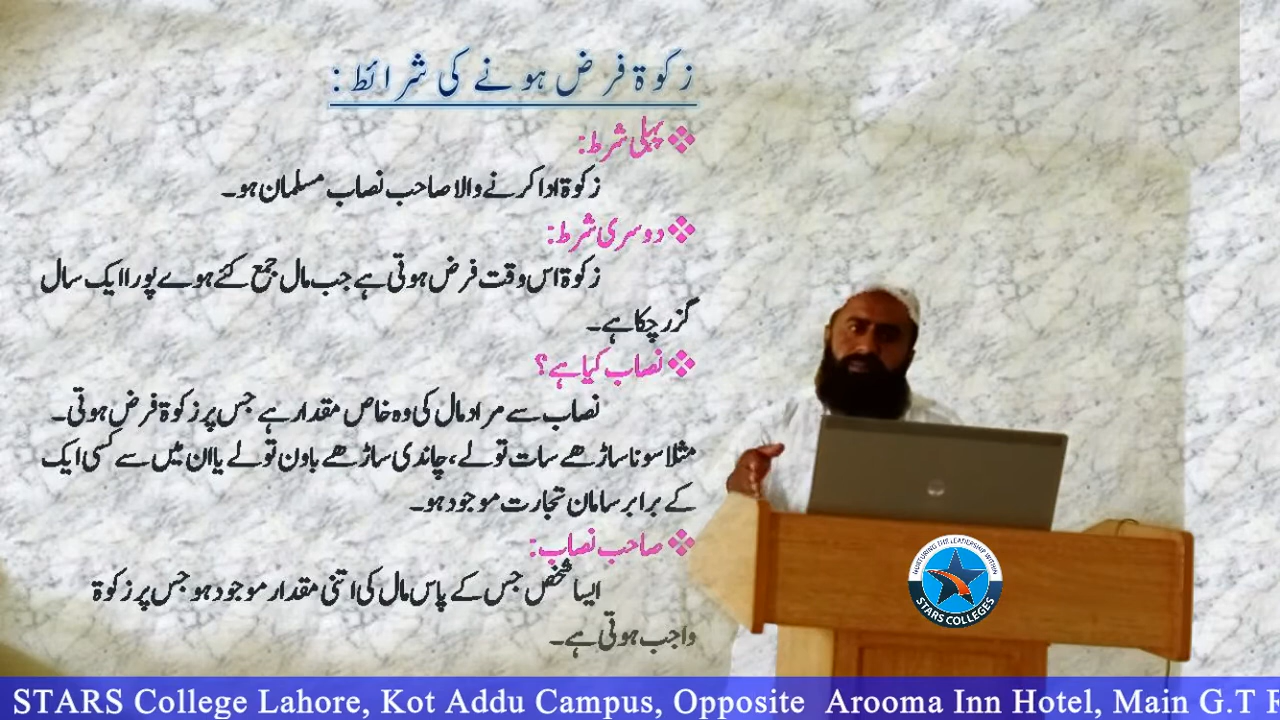 زکوۃ فرض ہونے کی شرائط:
❖ پہلی شرط:
زکوۃ ادا کرنے والا صاحب نصاب مسلمان ہو۔
❖ دوسری شرط:
زکوۃ اس وقت فرض ہوتی ہے جب مال جمع کئے ہوے پورا ایک سال
گزر چکا ہے۔
❖ نصاب کیا ہے؟
نصاب سے مراد مال کی وہ خاص مقدار ہے جس پر زکوۃ فرض ہوتی۔
مثلا سونا ساڑھے سات تولے، چاندی ساڑھے باون تولے یا ان میں سے کسی ایک
کے برابر سامان تجارت موجود ہو۔
❖ صاحب نصاب:
ایسا شخص جس کے پاس مال کی اتنی مقدار موجود ہو جس پر زکوۃ
واجب ہوتی ہے۔
NURTURING THE LEADERSHIP WITHIN
STARS COLLEGES
STARS College Lahore, Kot Addu Campus, Opposite Arooma Inn Hotel, Main G.T